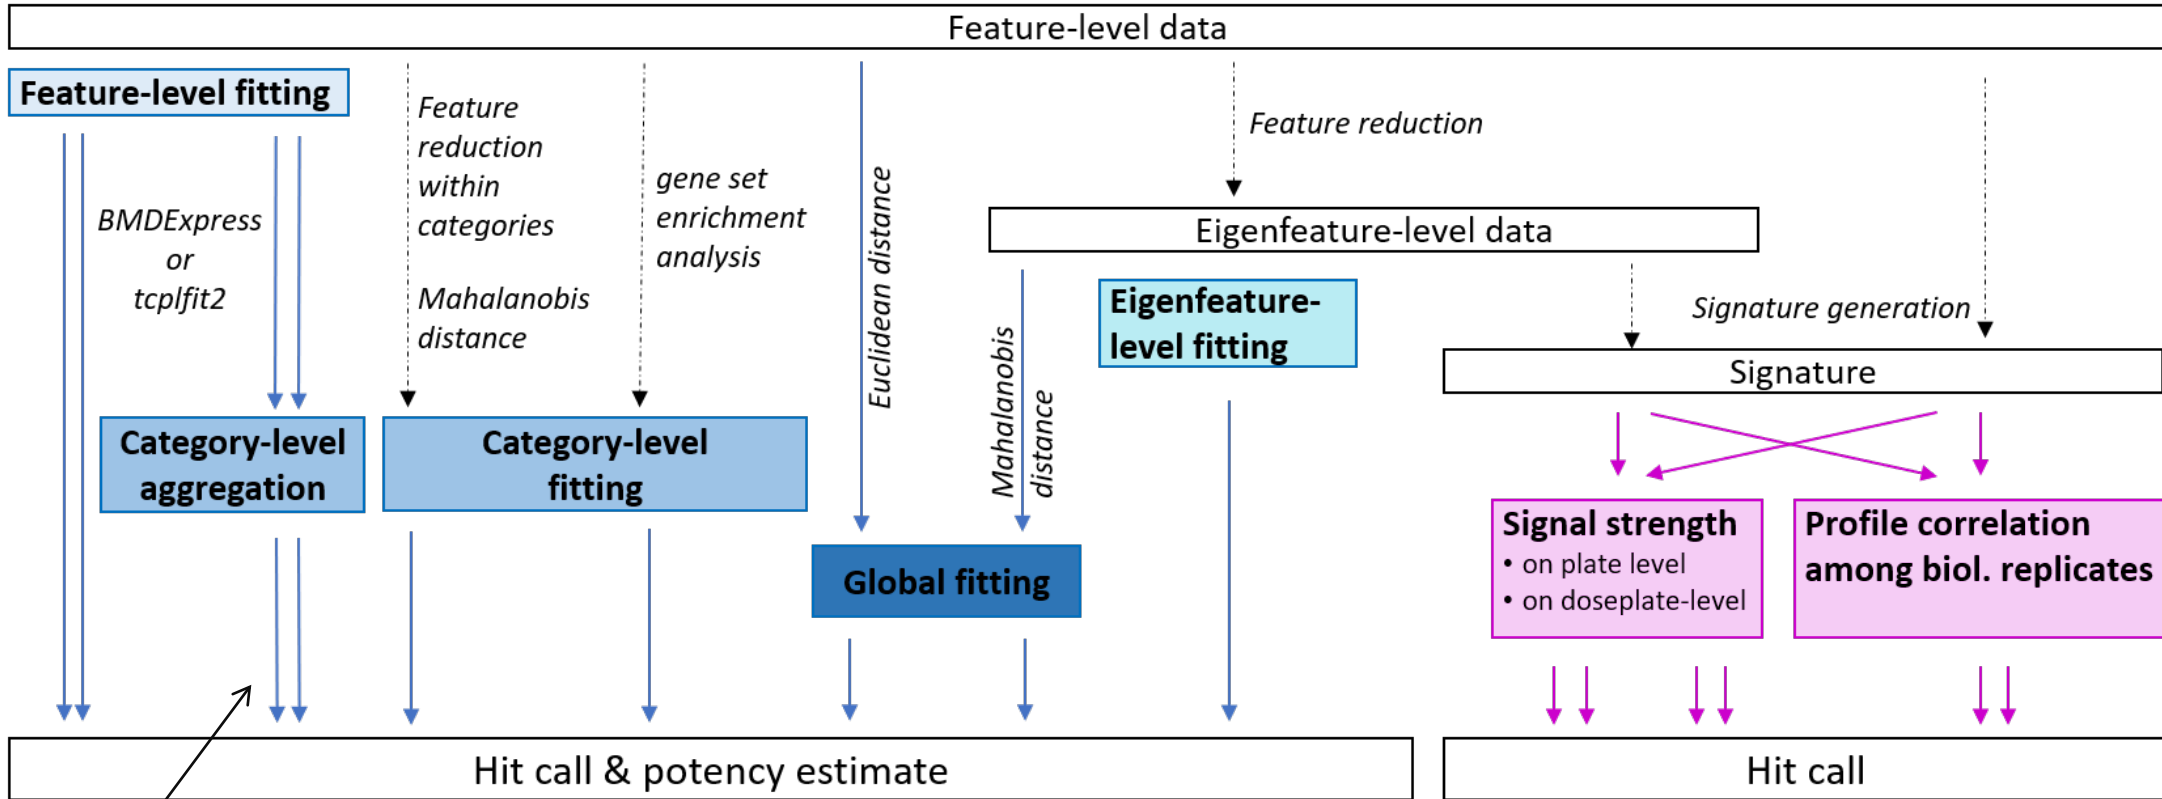 Feature-level data
Feature-level fitting
BMDExpress
or
tcplfit2
Feature
reduction
within
categories
Mahalanobis
distance
gene set
enrichment
analysis
Euclidean distance
Feature reduction
Eigenfeature-level data
Mahalanobis
distance
Eigenfeature-
level fitting
Signature generation
Signature
Category-level
aggregation
Category-level
fitting
Global fitting
Signal strength
• on plate level
• on doseplate-level
Profile correlation
among biol. replicates
Hit call & potency estimate
Hit call